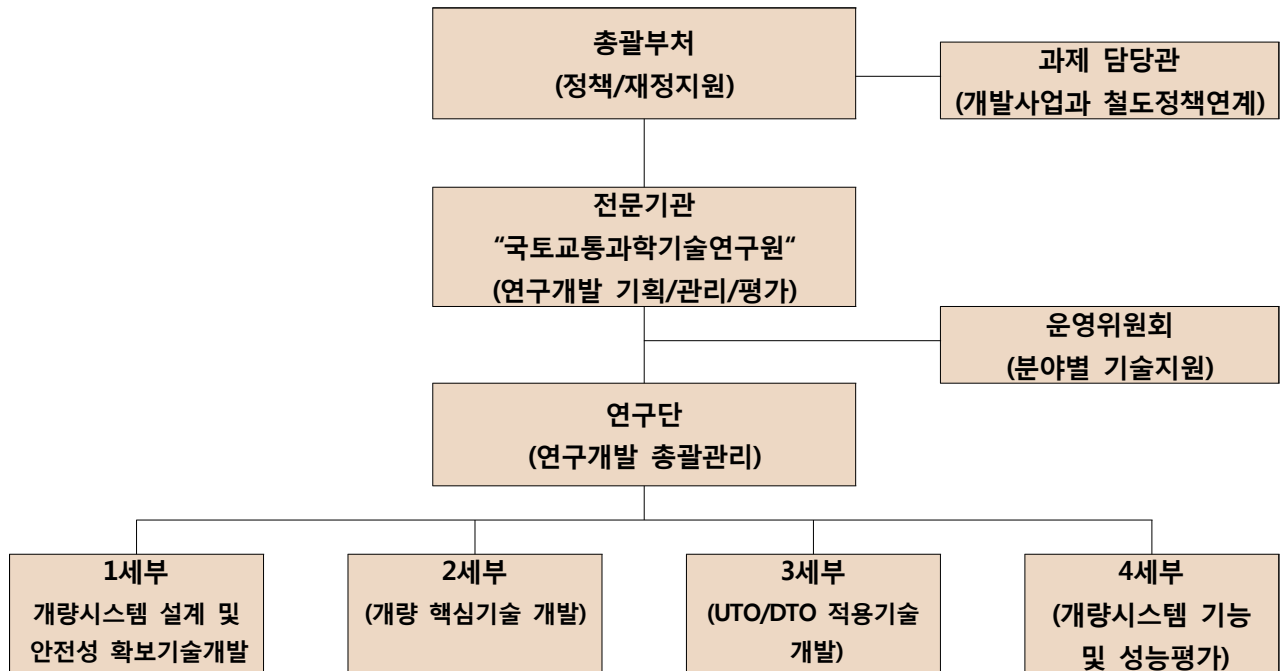 총괄부처
(정책/재정지원)
과제 담당관
(개발사업과 철도정책연계)
전문기관
“국토교통과학기술연구원“
(연구개발 기획/관리/평가)
운영위원회
(분야별 기술지원)
연구단
(연구개발 총괄관리)
1세부
개량시스템 설계 및
안전성 확보기술개발
2세부
(개량 핵심기술 개발)
3세부
(UTO/DTO 적용기술
개발)
4세부
(개량시스템 기능
및 성능평가)